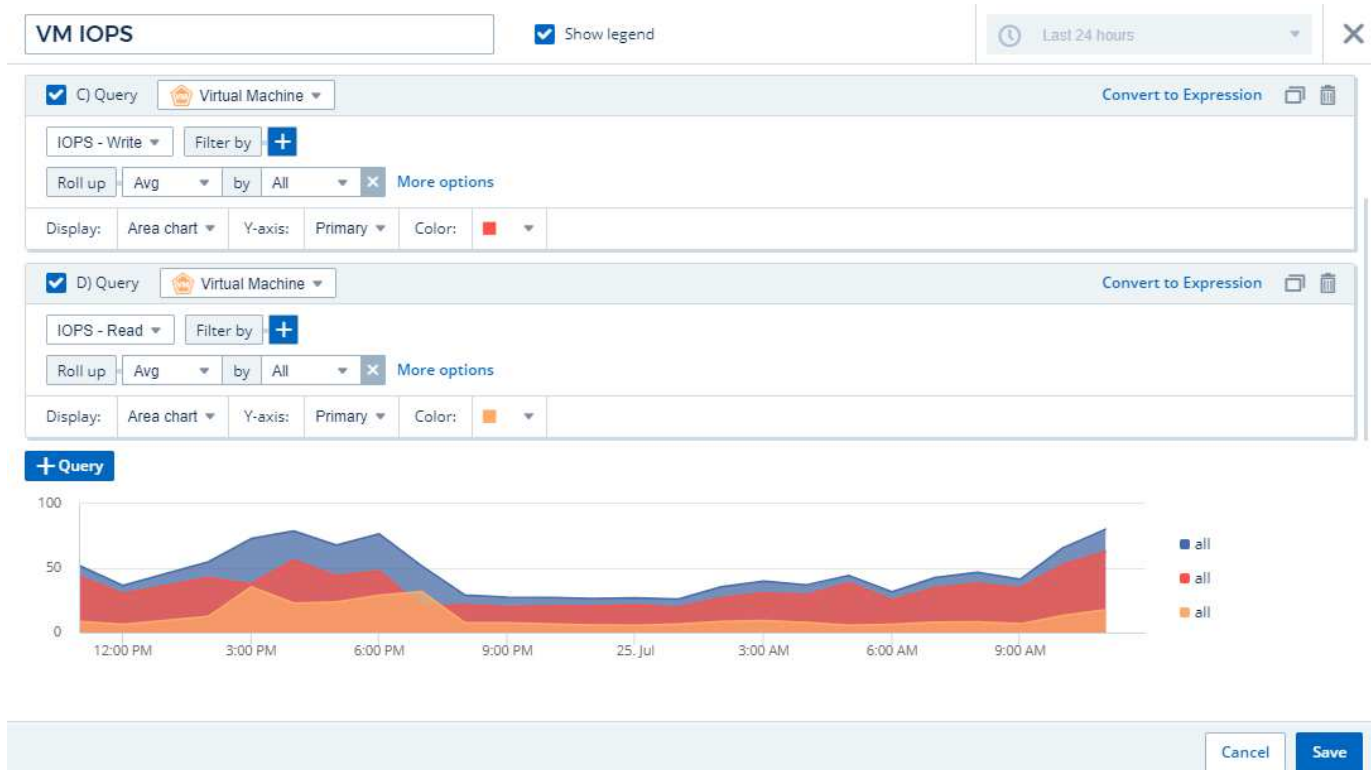 VM IOPS Show legend Last 24 hours
C) Query Virtual Machine Convert to Expression
IOPS - Write Filter by +
Roll up Avg by All × More options
Display: Area chart Y-axis: Primary Color:
D) Query Virtual Machine Convert to Expression
IOPS - Read Filter by +
Roll up Avg by All × More options
Display: Area chart Y-axis: Primary Color:
+ Query
100
50
0
all
all
all
12:00 PM 3:00 PM 6:00 PM 9:00 PM 25. Jul 3:00 AM 6:00 AM 9:00 AM
Cancel Save